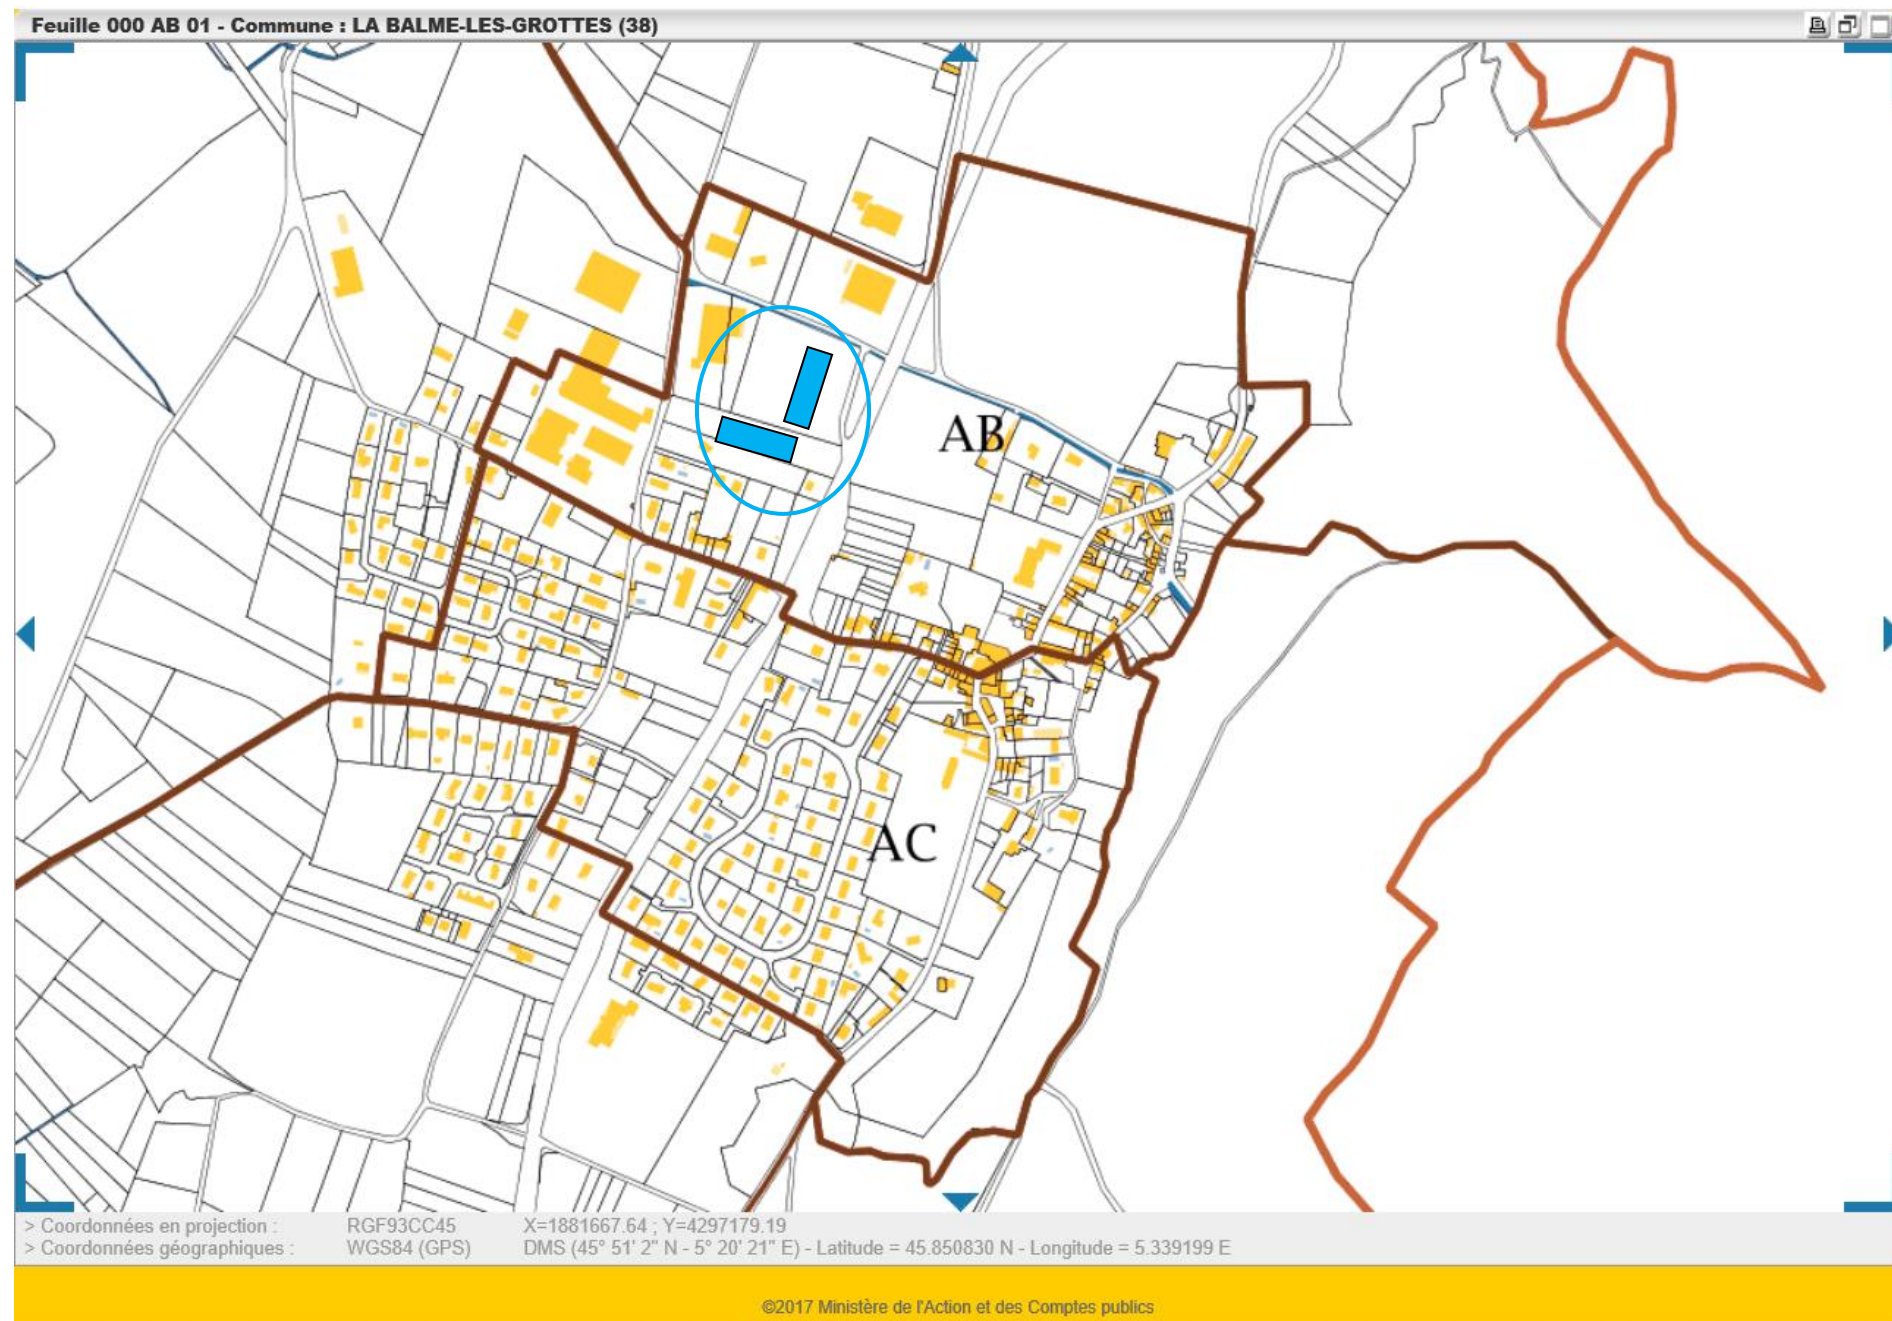 Feuille 000 AB 01 - Commune : LA BALME-LES-GROTTES (38)
AB
AC
> Coordonnées en projection : RGF93CC45 X=1881667.64 ; Y=4297179.19
> Coordonnées géographiques : WGS84 (GPS) DMS (45° 51' 2" N - 5° 20' 21" E) - Latitude = 45.850830 N - Longitude = 5.339199 E
©2017 Ministère de l'Action et des Comptes publics